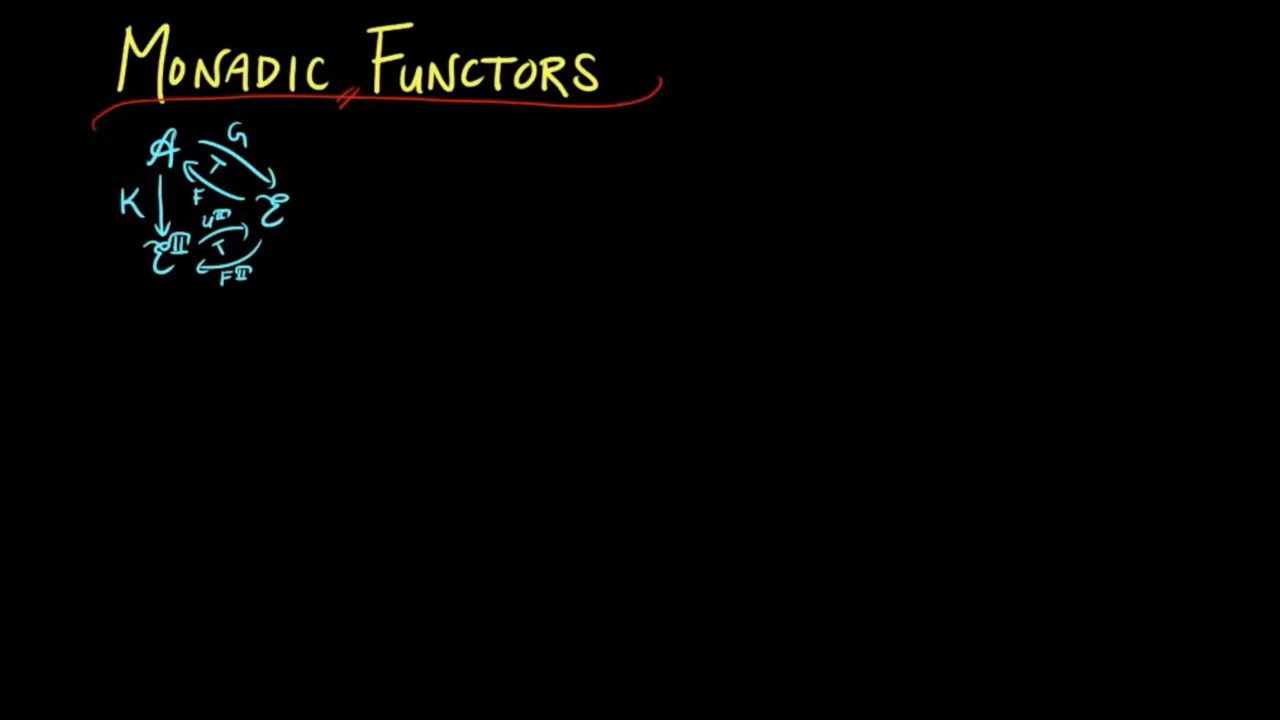 MONADIC FUNCTORS
𝒜 G
⊤
K F ℰ
U^𝕋
ℰ^𝕋 ⊤
F^𝕋